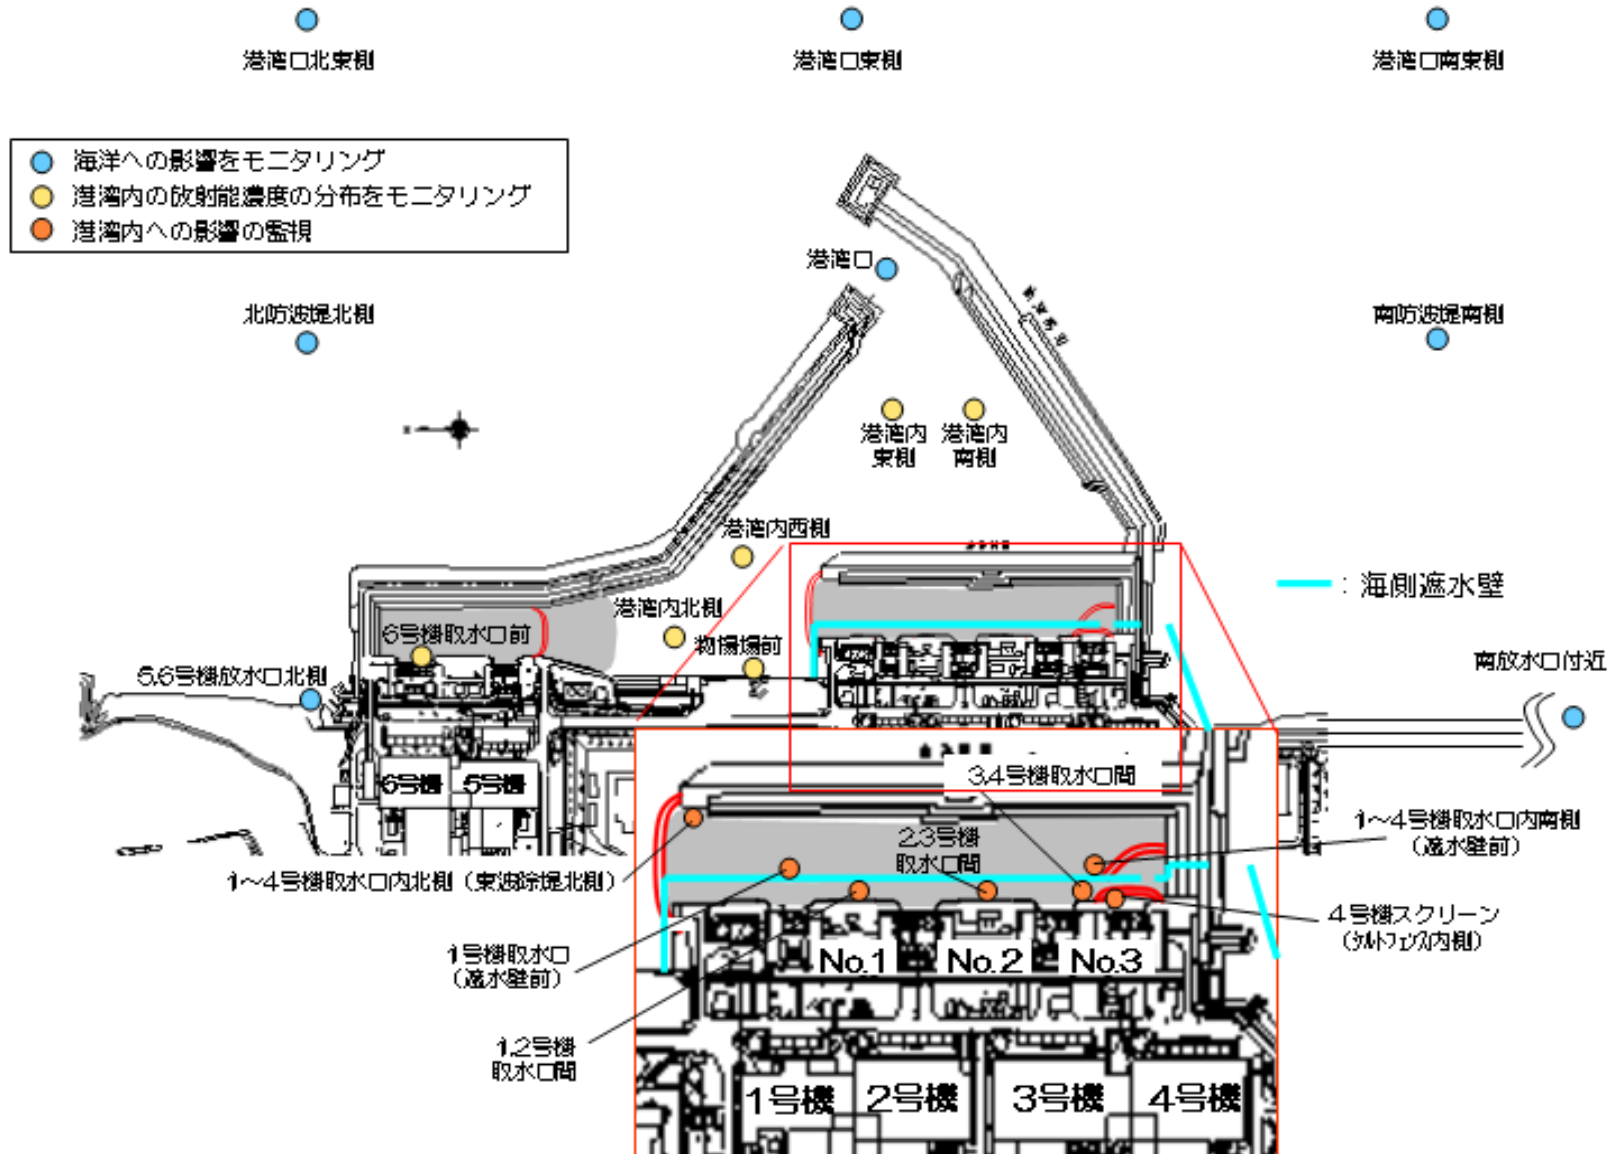 港湾口北東側
港湾口東側
港湾口南東側
海洋への影響をモニタリング
港湾内の放射能濃度の分布をモニタリング
港湾内への影響の監視
港湾口
北防波堤北側
南防波堤南側
港湾内
東側
港湾内
南側
港湾内西側
: 海側遮水壁
港湾内北側
6号機取水口前
物揚場前
5,6号機放水口北側
南放水口付近
6号機
5号機
3,4号機取水口間
1～4号機取水口内南側
(遮水壁前)
2,3号機
取水口間
1～4号機取水口内北側(東波除堤北側)
4号機スクリーン
(シルトフェンス内側)
1号機取水口
(遮水壁前)
No.1
No.2
No.3
1,2号機
取水口間
1号機
2号機
3号機
4号機